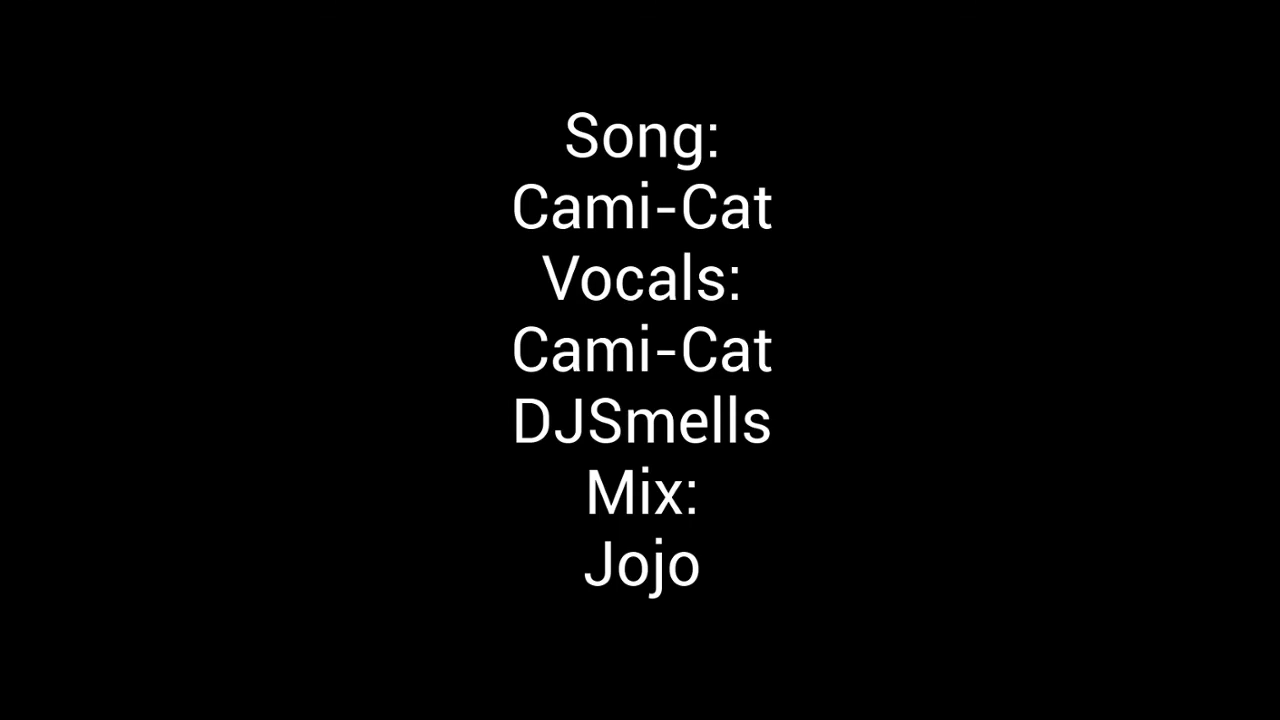 Song:
Cami-Cat
Vocals:
Cami-Cat
DJSmells
Mix:
Jojo